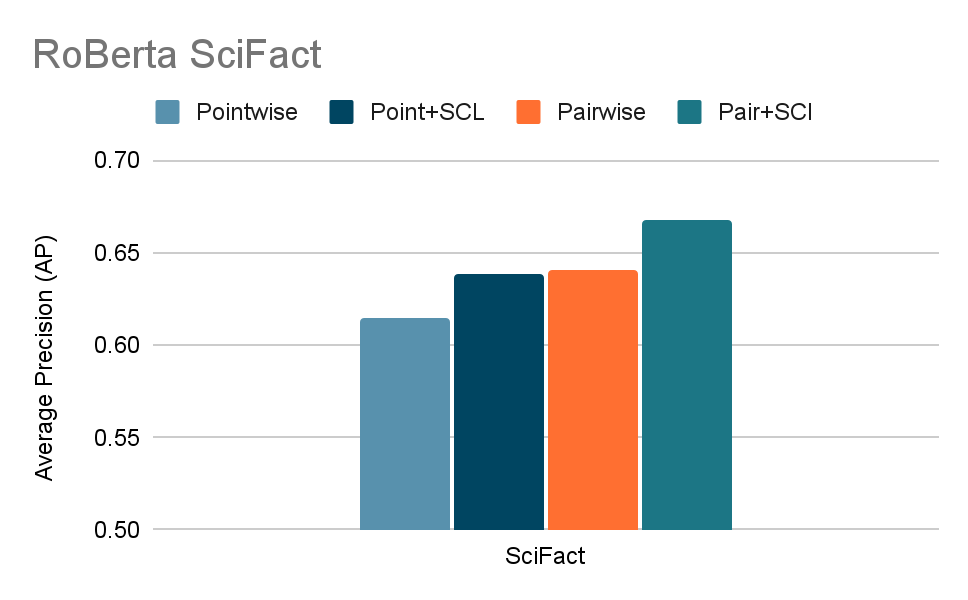 RoBerta SciFact
Pointwise Point+SCL Pairwise Pair+SCl
0.70
0.65
0.60
0.55
0.50
Average Precision (AP)
SciFact